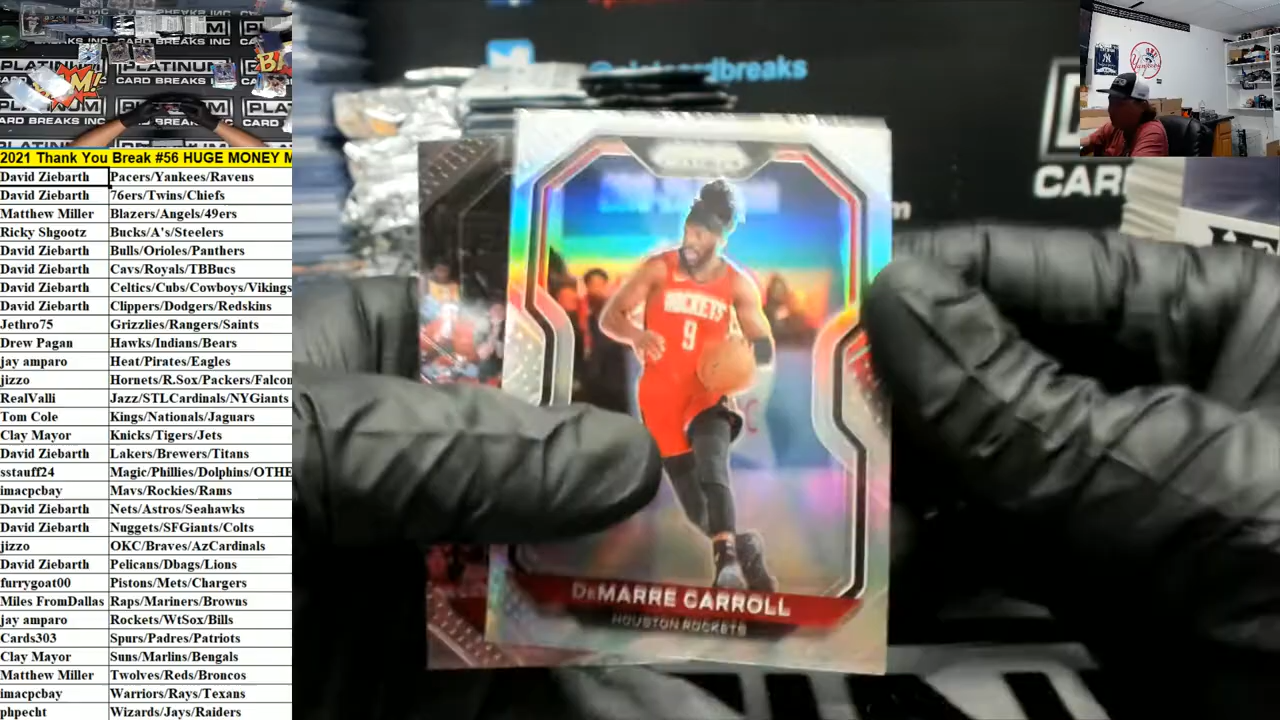 PLATINUM
CARD BREAKS INC
2021 Thank You Break #56 HUGE MONEY M
David Ziebarth Pacers/Yankees/Ravens
David Ziebarth 76ers/Twins/Chiefs
Matthew Miller Blazers/Angels/49ers
Ricky Shgootz Bucks/A's/Steelers
David Ziebarth Bulls/Orioles/Panthers
David Ziebarth Cavs/Royals/TBBucs
David Ziebarth Celtics/Cubs/Cowboys/Vikings
David Ziebarth Clippers/Dodgers/Redskins
Jethro75 Grizzlies/Rangers/Saints
Drew Pagan Hawks/Indians/Bears
jay amparo Heat/Pirates/Eagles
jizzo Hornets/R.Sox/Packers/Falcon
RealValli Jazz/STLCardinals/NYGiants
Tom Cole Kings/Nationals/Jaguars
Clay Mayor Knicks/Tigers/Jets
David Ziebarth Lakers/Brewers/Titans
sstauff24 Magic/Phillies/Dolphins/OTHE
imacpcbay Mavs/Rockies/Rams
David Ziebarth Nets/Astros/Seahawks
David Ziebarth Nuggets/SFGiants/Colts
jizzo OKC/Braves/AzCardinals
David Ziebarth Pelicans/Dbags/Lions
furrygoat00 Pistons/Mets/Chargers
Miles FromDallas Raps/Mariners/Browns
jay amparo Rockets/WtSox/Bills
Cards303 Spurs/Padres/Patriots
Clay Mayor Suns/Marlins/Bengals
Matthew Miller Twolves/Reds/Broncos
imacpcbay Warriors/Rays/Texans
phpecht Wizards/Jays/Raiders
cardbreaks
CAR
ROCKETS
9
DeMARRE CARROLL
HOUSTON ROCKETS
Yankees